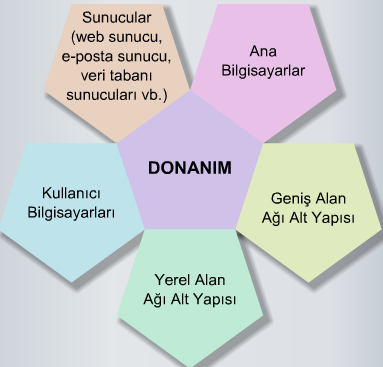 Sunucular
(web sunucu,
e-posta sunucu,
veri tabanı
sunucuları vb.)
Ana
Bilgisayarlar
DONANIM
Kullanıcı
Bilgisayarları
Geniş Alan
Ağı Alt Yapısı
Yerel Alan
Ağı Alt Yapısı